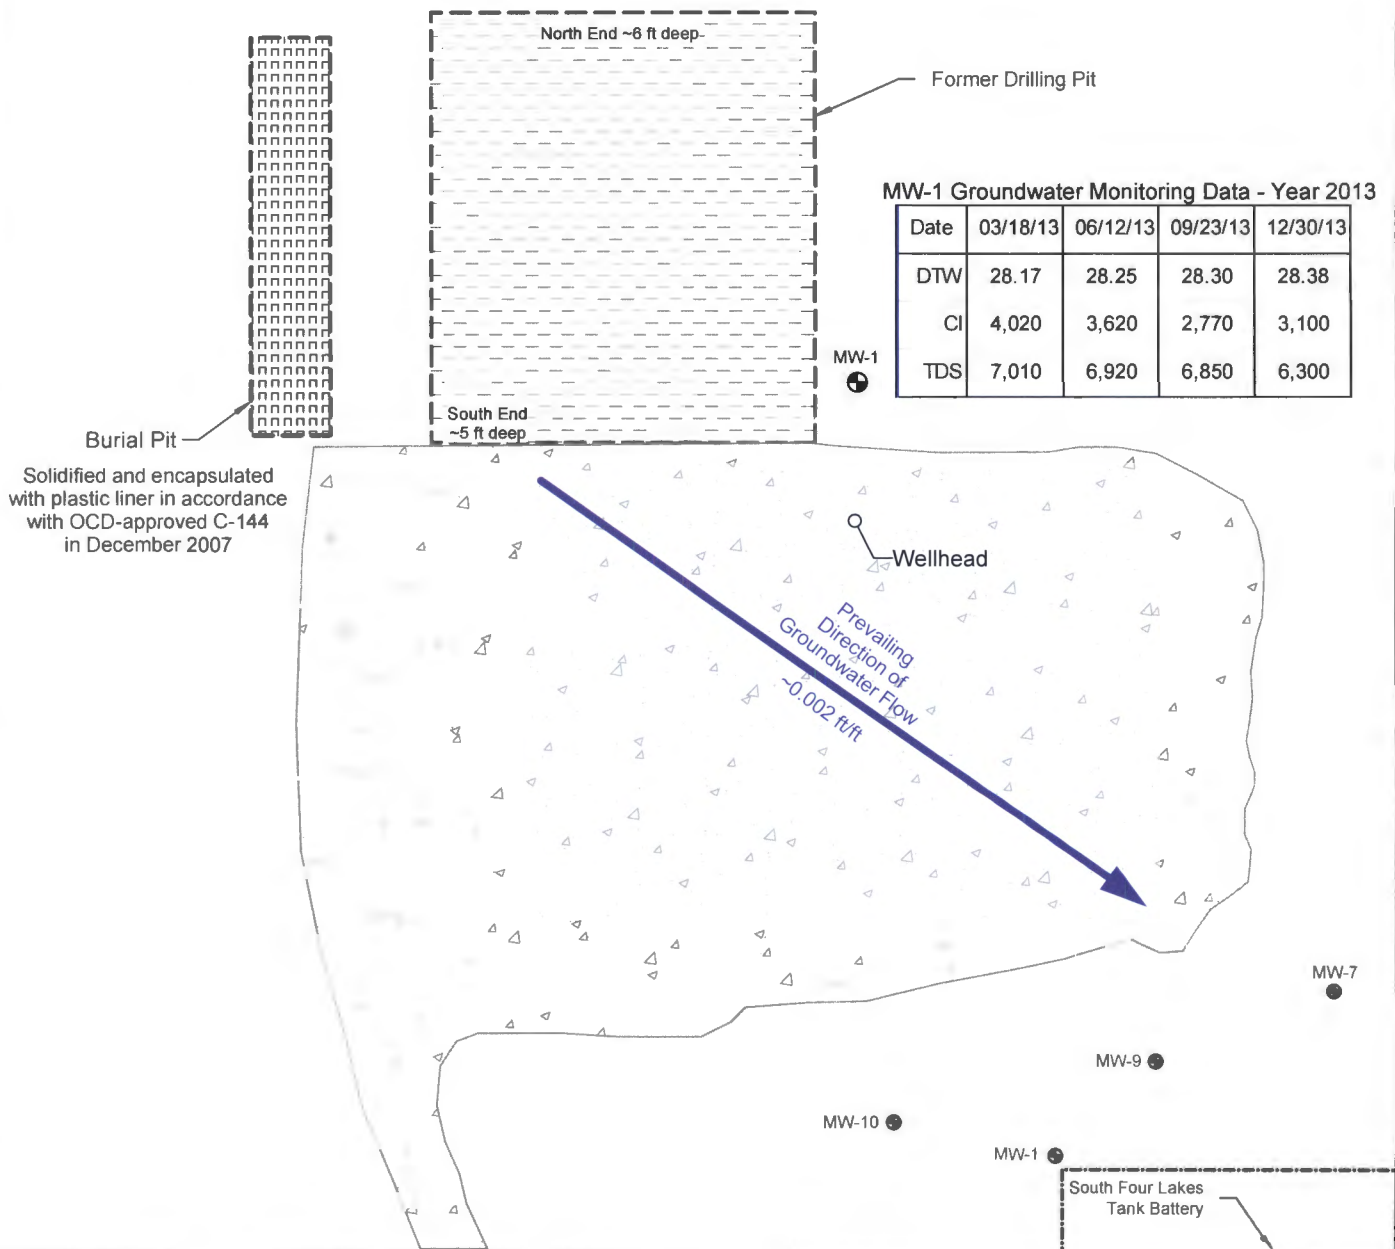 North End ~6 ft deep
Former Drilling Pit
MW-1 Groundwater Monitoring Data - Year 2013
Date 03/18/13 06/12/13 09/23/13 12/30/13
DTW 28.17 28.25 28.30 28.38
Cl 4,020 3,620 2,770 3,100
TDS 7,010 6,920 6,850 6,300
MW-1
South End
~5 ft deep
Burial Pit
Solidified and encapsulated
with plastic liner in accordance
with OCD-approved C-144
in December 2007
Wellhead
Prevailing
Direction of
Groundwater Flow
~0.002 ft/ft
MW-7
MW-9
MW-10
MW-1
South Four Lakes
Tank Battery